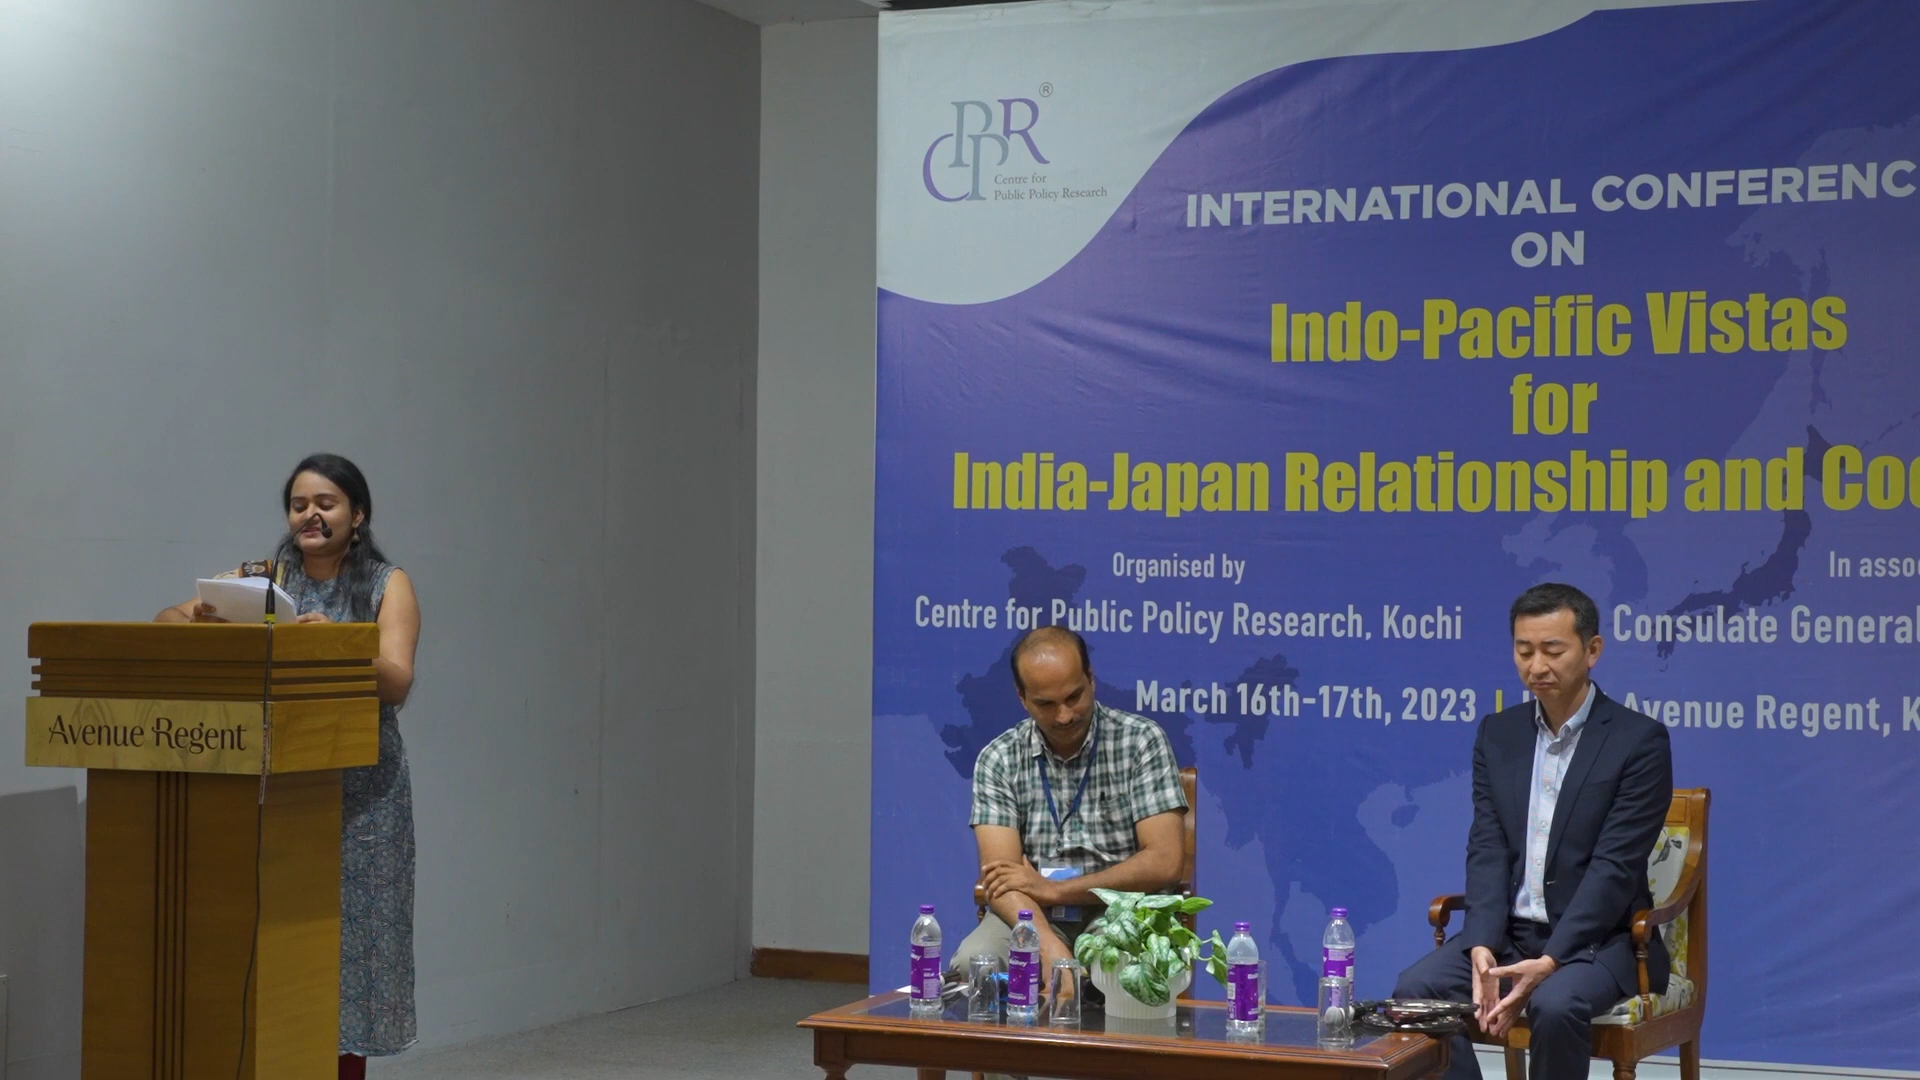 CPPR®
Centre for
Public Policy Research
INTERNATIONAL CONFERENC
ON
Indo-Pacific Vistas
for
India-Japan Relationship and Coo
Organised by
In asso
Centre for Public Policy Research, Kochi
Consulate General
March 16th-17th, 2023 |
Avenue Regent, K
Avenue Regent